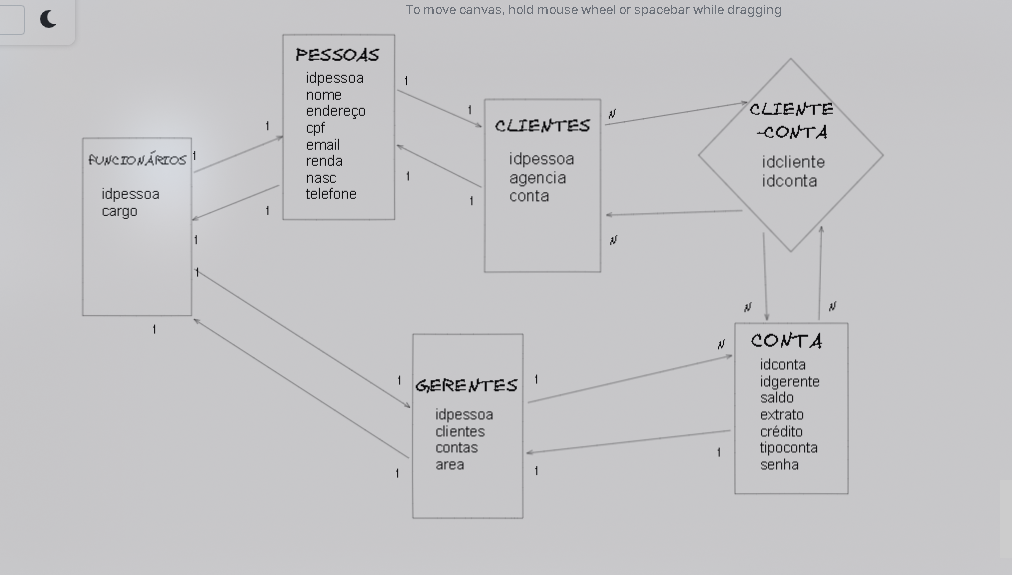 To move canvas, hold mouse wheel or spacebar while dragging
PESSOAS
idpessoa
nome
endereço
cpf
email
renda
nasc
telefone
1
1
1
1
FUNCIONÁRIOS
idpessoa
cargo
1
1
1
1
1
1
CLIENTES
idpessoa
agencia
conta
N
N
CLIENTE
-CONTA
idcliente
idconta
N
N
GERENTES
idpessoa
clientes
contas
area
1
1
1
1
N
1
CONTA
idconta
idgerente
saldo
extrato
crédito
tipoconta
senha